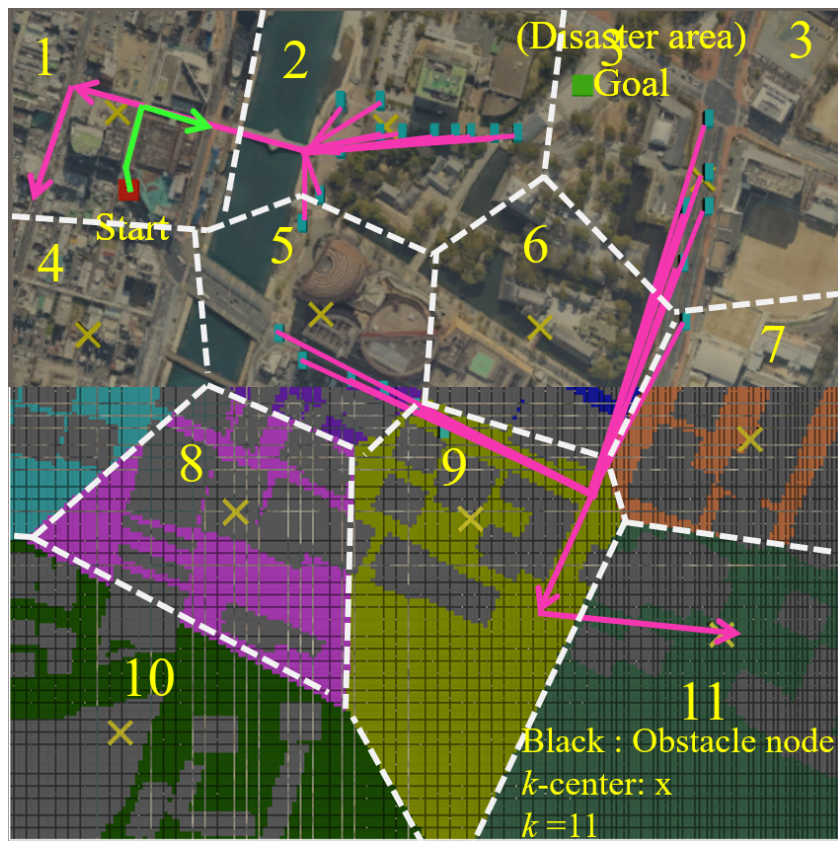 1
2
(Disaster area)
3
3
Goal
Start
4
5
6
7
8
9
10
11
Black : Obstacle node
k-center: x
k =11